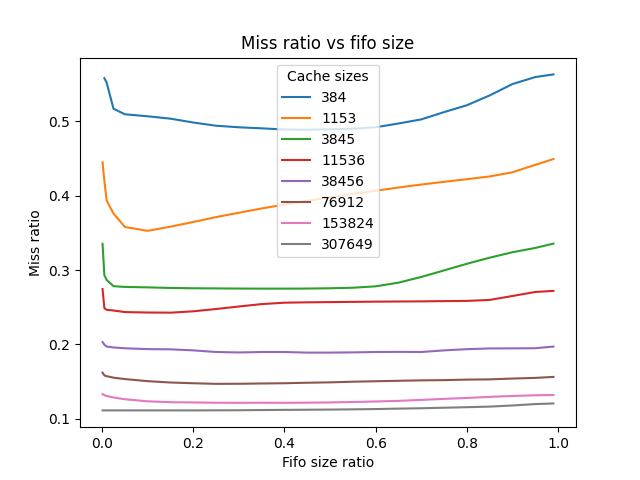 Miss ratio vs fifo size
Miss ratio
0.5
0.4
0.3
0.2
0.1
Cache sizes
384
1153
3845
11536
38456
76912
153824
307649
0.0 0.2 0.4 0.6 0.8 1.0
Fifo size ratio